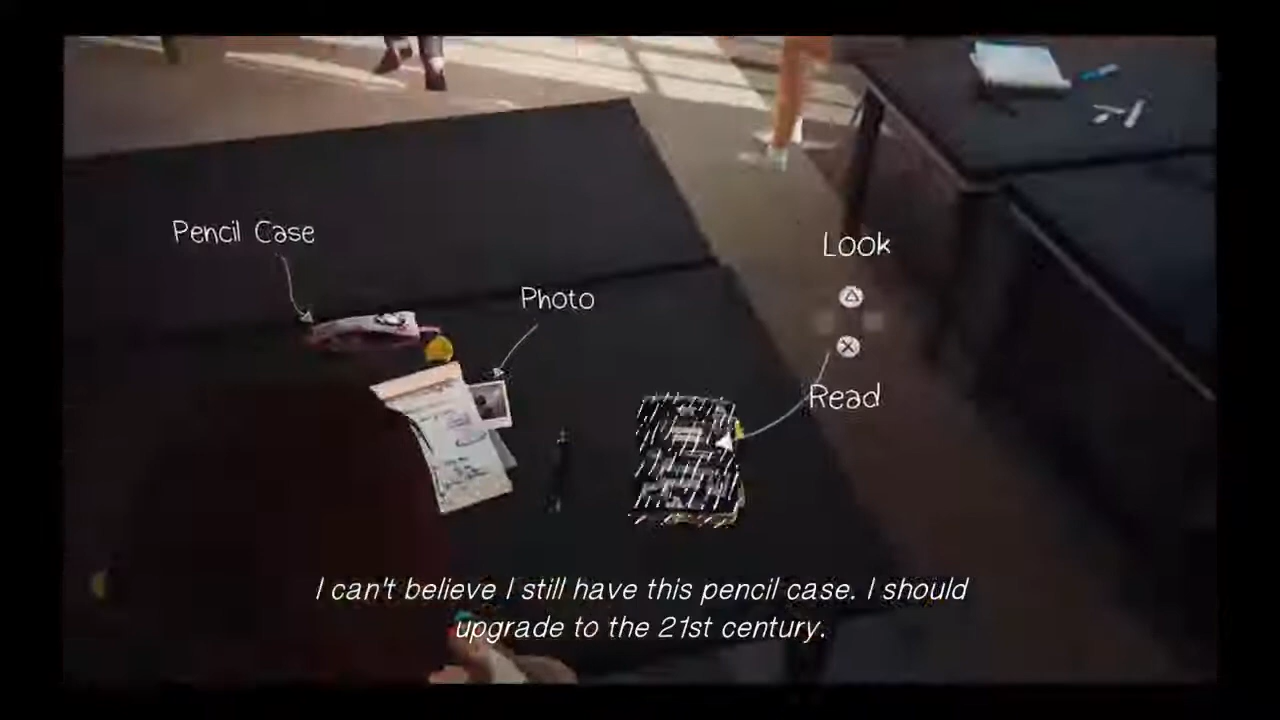 Pencil Case
Photo
Look
Read
I can't believe I still have this pencil case. I should
upgrade to the 21st century.